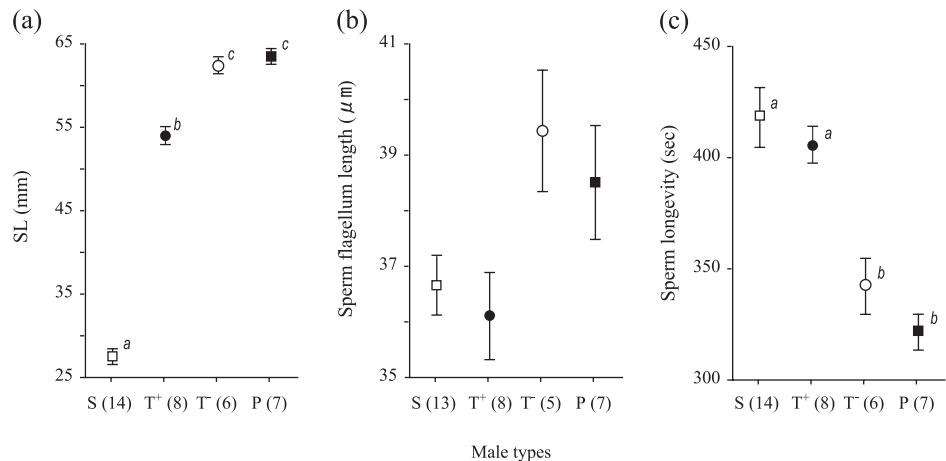 (a)
65
55
45
35
25
SL (mm)
a
b
c
c
S (14) T⁺ (8) T⁻ (6) P (7)
(b)
41
39
37
35
Sperm flagellum length (μm)
S (13) T⁺ (8) T⁻ (5) P (7)
(c)
450
400
350
300
Sperm longevity (sec)
a
a
b
b
S (14) T⁺ (8) T⁻ (6) P (7)
Male types